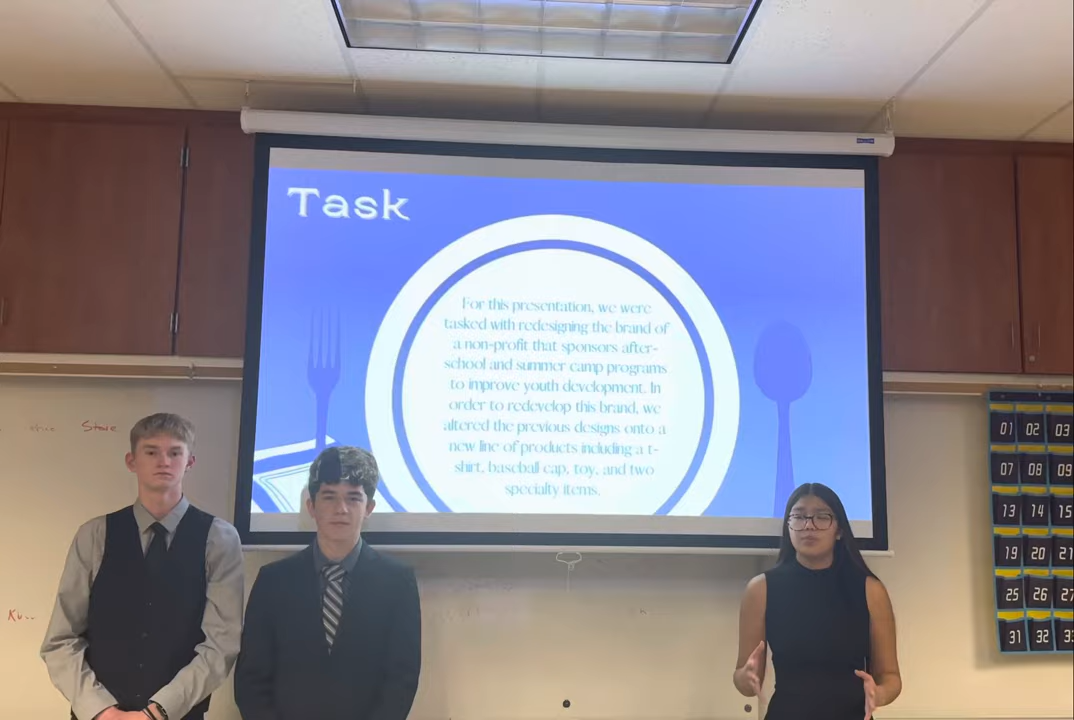 Task
For this presentation, we were
tasked with redesigning the brand of
a non-profit that sponsors after-
school and summer camp programs
to improve youth development. In
order to redevelop this brand, we
altered the previous designs onto a
new line of products including a t-
shirt, baseball cap, toy, and two
specialty items.
01 02 03
07 08 09
13 14 15
19 20 21
25 26 27
31 32